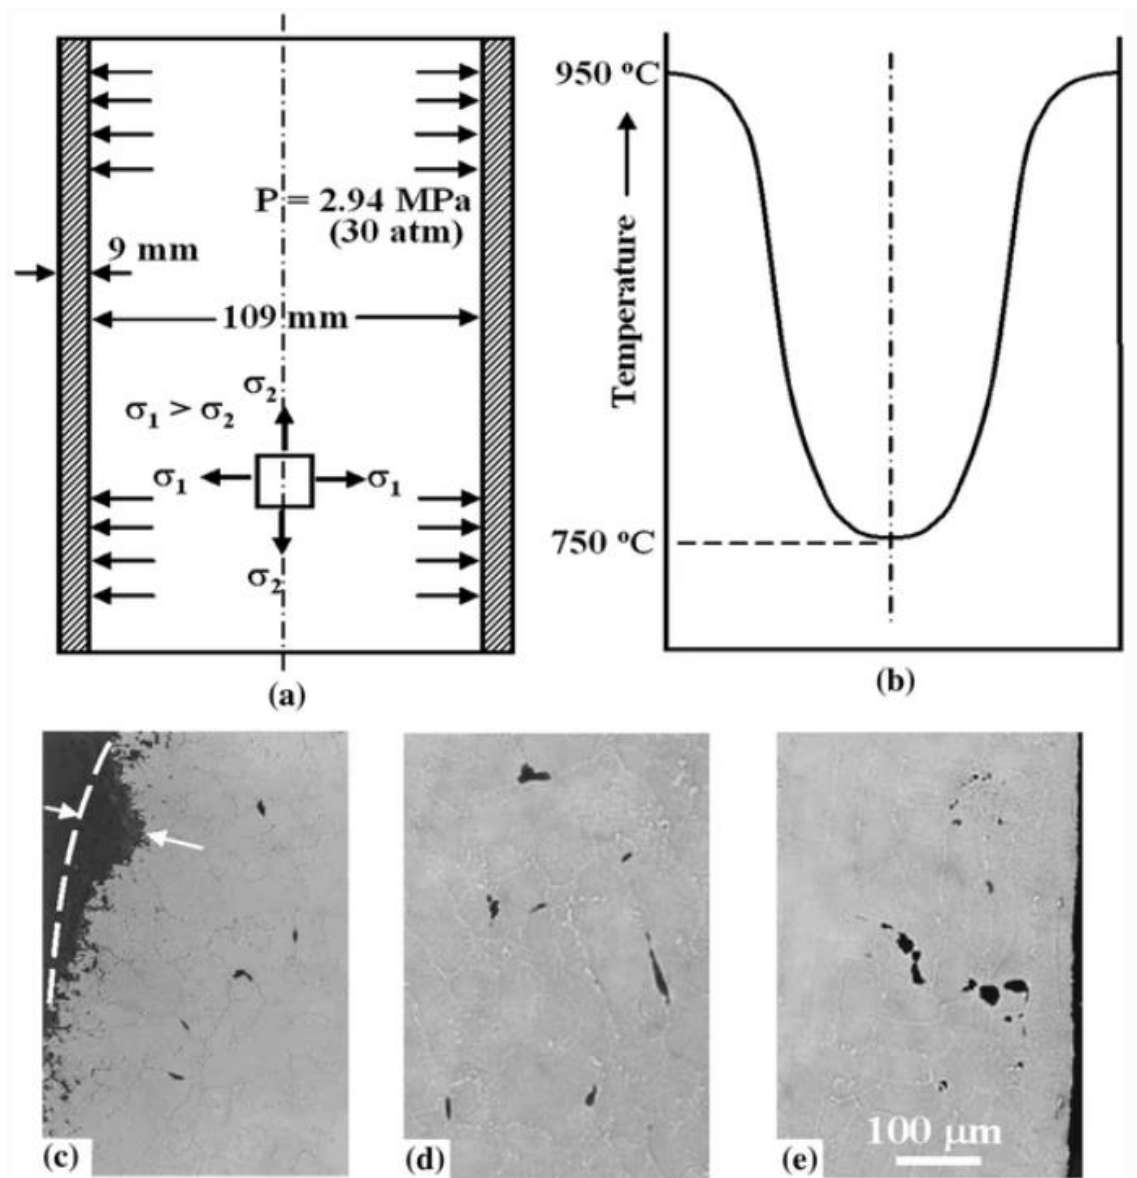 P = 2.94 MPa
(30 atm)
9 mm
109 mm
σ₂
σ₁ > σ₂
σ₁
σ₁
σ₂
(a)
950 ºC
Temperature
750 ºC
(b)
(c)
(d)
(e)
100 μm